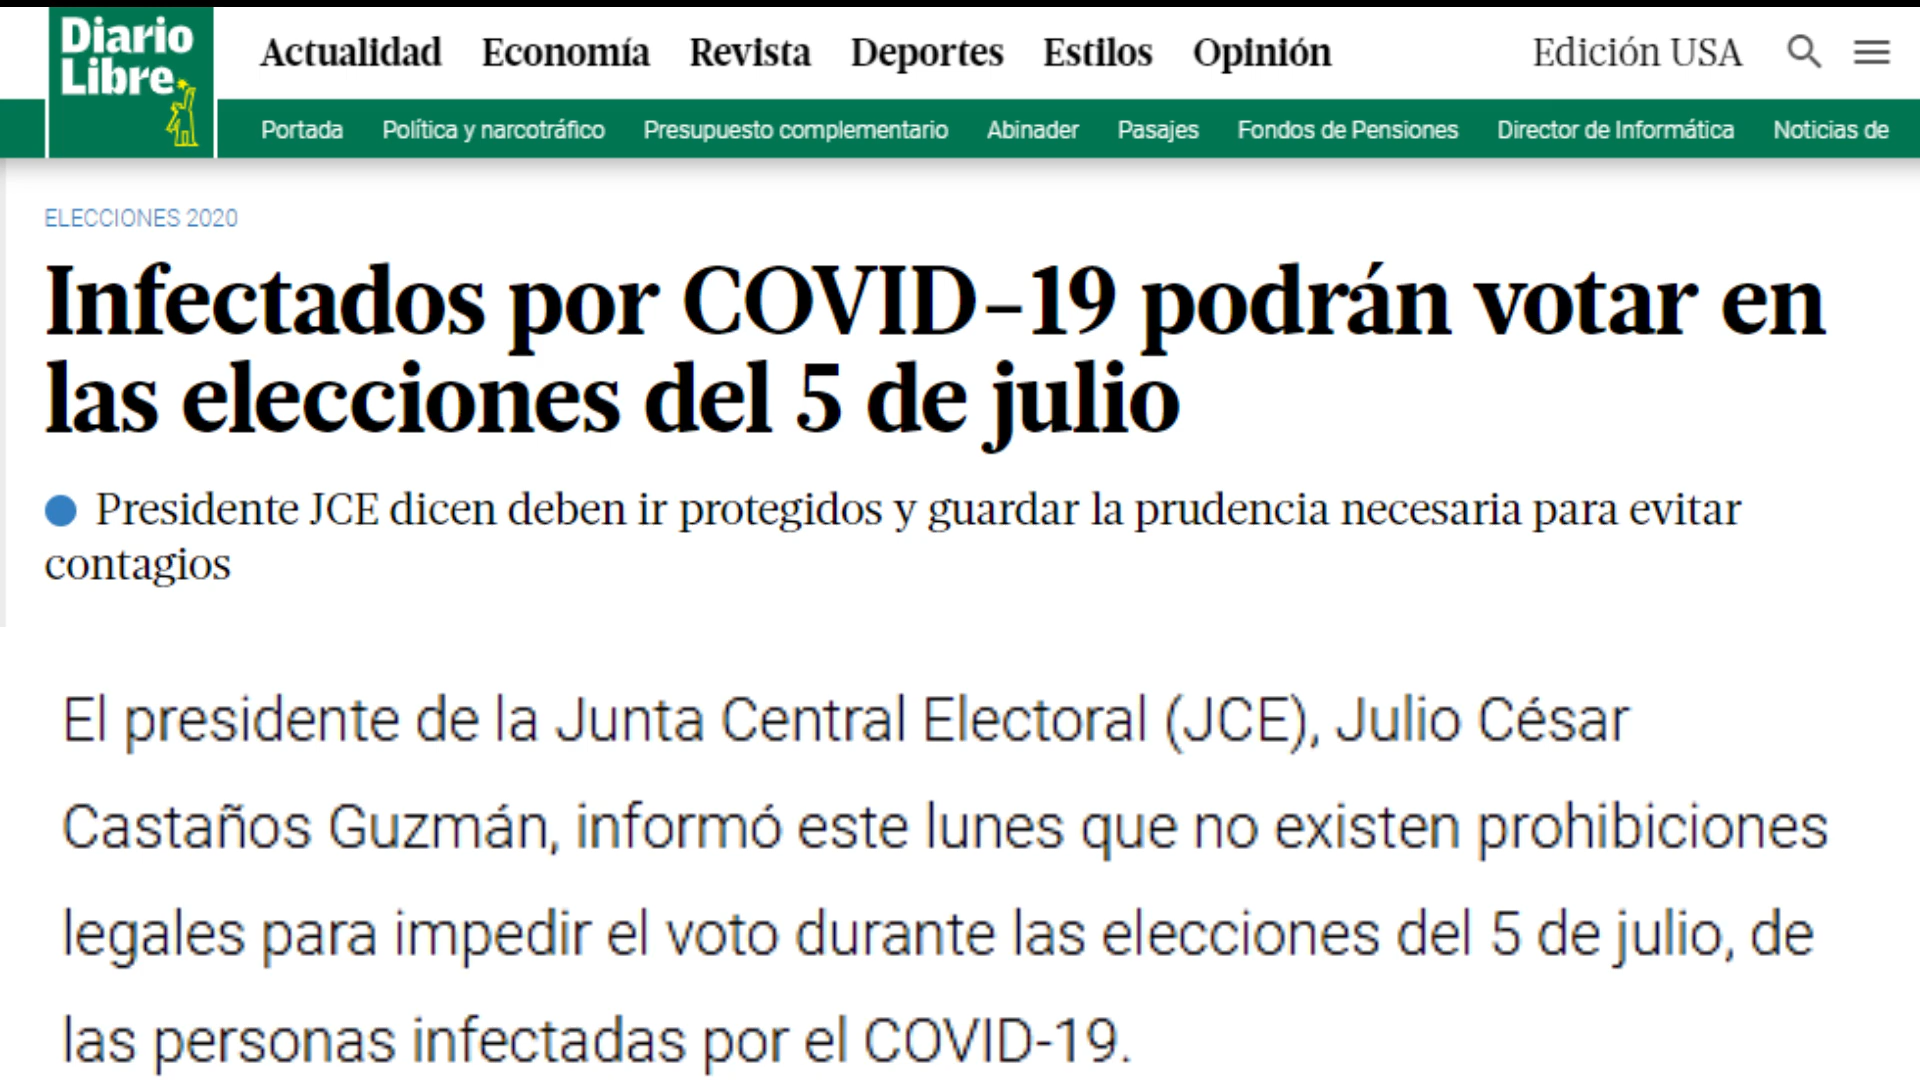 Diario
Libre
Actualidad Economía Revista Deportes Estilos Opinión Edición USA
Portada Política y narcotráfico Presupuesto complementario Abinader Pasajes Fondos de Pensiones Director de Informática Noticias de
ELECCIONES 2020
Infectados por COVID-19 podrán votar en
las elecciones del 5 de julio
Presidente JCE dicen deben ir protegidos y guardar la prudencia necesaria para evitar
contagios
El presidente de la Junta Central Electoral (JCE), Julio César
Castaños Guzmán, informó este lunes que no existen prohibiciones
legales para impedir el voto durante las elecciones del 5 de julio, de
las personas infectadas por el COVID-19.